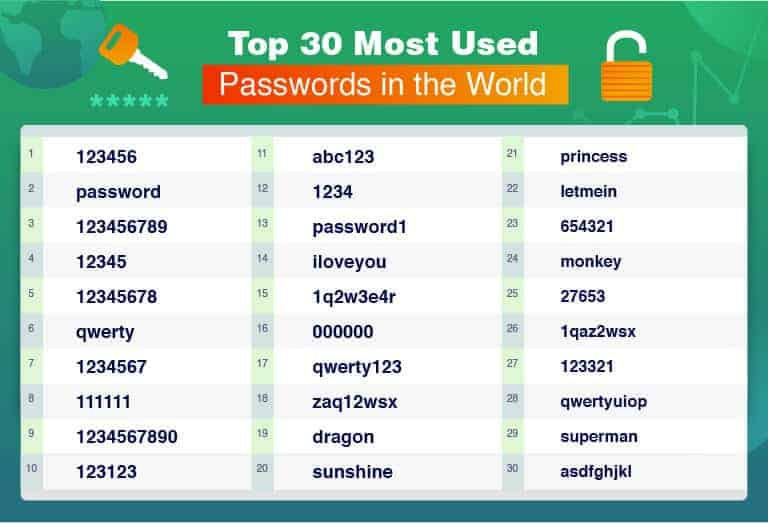 Top 30 Most Used
Passwords in the World
*****
1 123456
2 password
3 123456789
4 12345
5 12345678
6 qwerty
7 1234567
8 111111
9 1234567890
10 123123
11 abc123
12 1234
13 password1
14 iloveyou
15 1q2w3e4r
16 000000
17 qwerty123
18 zaq12wsx
19 dragon
20 sunshine
21 princess
22 letmein
23 654321
24 monkey
25 27653
26 1qaz2wsx
27 123321
28 qwertyuiop
29 superman
30 asdfghjkl